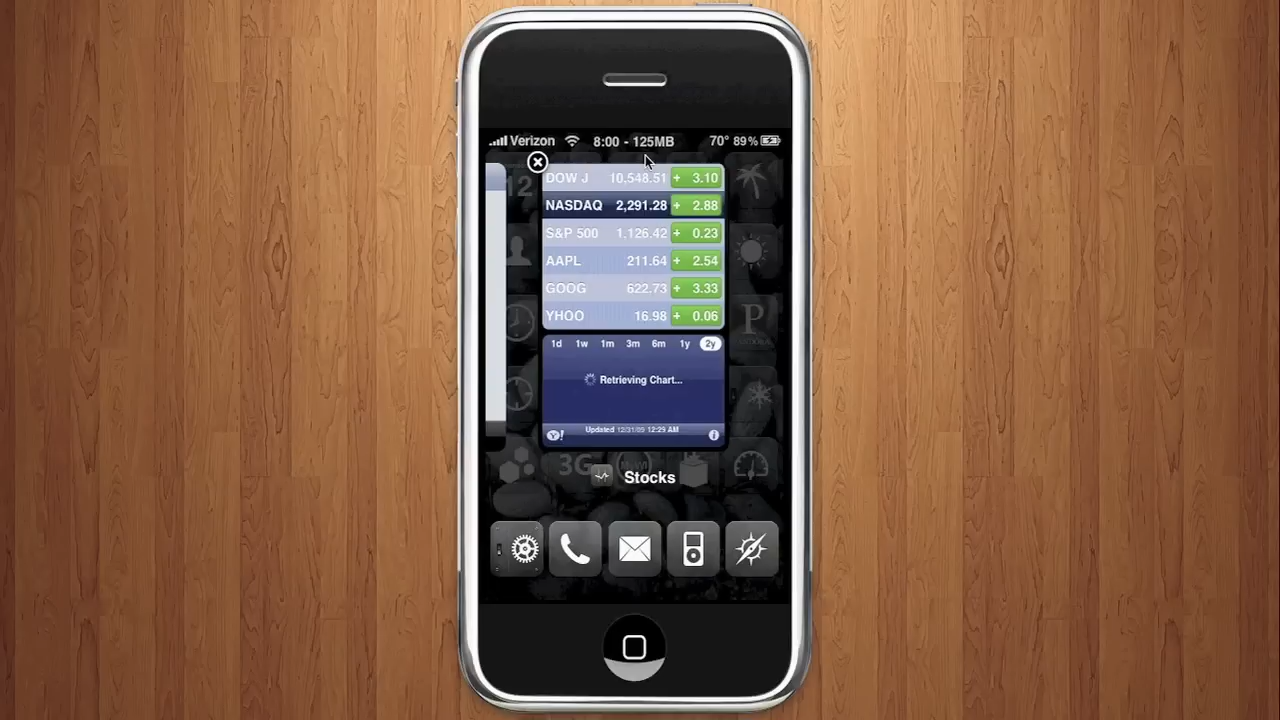 Verizon 8:00 - 125MB 70° 89%
12
DOW J 10,548.51 + 3.10
NASDAQ 2,291.28 + 2.88
S&P 500 1,126.42 + 0.23
AAPL 211.64 + 2.54
GOOG 622.73 + 3.33
YHOO 16.98 + 0.06
P
1d 1w 1m 3m 6m 1y 2y
Retrieving Chart...
Y! Updated 12/31/09 12:29 AM i
3G
Stocks